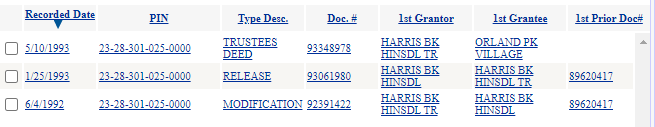 Recorded Date PIN Type Desc. Doc. # 1st Grantor 1st Grantee 1st Prior Doc#
5/10/1993 23-28-301-025-0000 TRUSTEES DEED 93348978 HARRIS BK HINSDL TR ORLAND PK VILLAGE
1/25/1993 23-28-301-025-0000 RELEASE 93061980 HARRIS BK HINSDL HARRIS BK HINSDL TR 89620417
6/4/1992 23-28-301-025-0000 MODIFICATION 92391422 HARRIS BK HINSDL TR HARRIS BK HINSDL 89620417